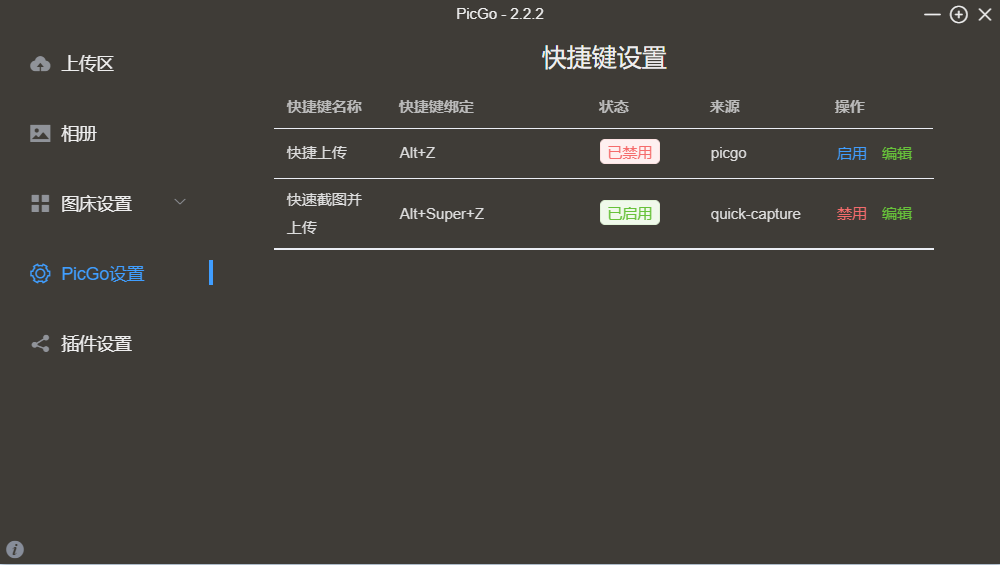 PicGo - 2.2.2
上传区
相册
图床设置
PicGo设置
插件设置
快捷键设置
快捷键名称 快捷键绑定 状态 来源 操作
快捷上传 Alt+Z 已禁用 picgo 启用 编辑
快速截图并
上传 Alt+Super+Z 已启用 quick-capture 禁用 编辑
i